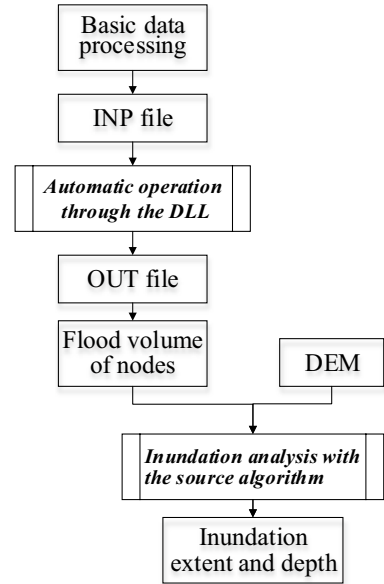 Basic data
processing
INP file
Automatic operation
through the DLL
OUT file
Flood volume
of nodes
DEM
Inundation analysis with
the source algorithm
Inundation
extent and depth